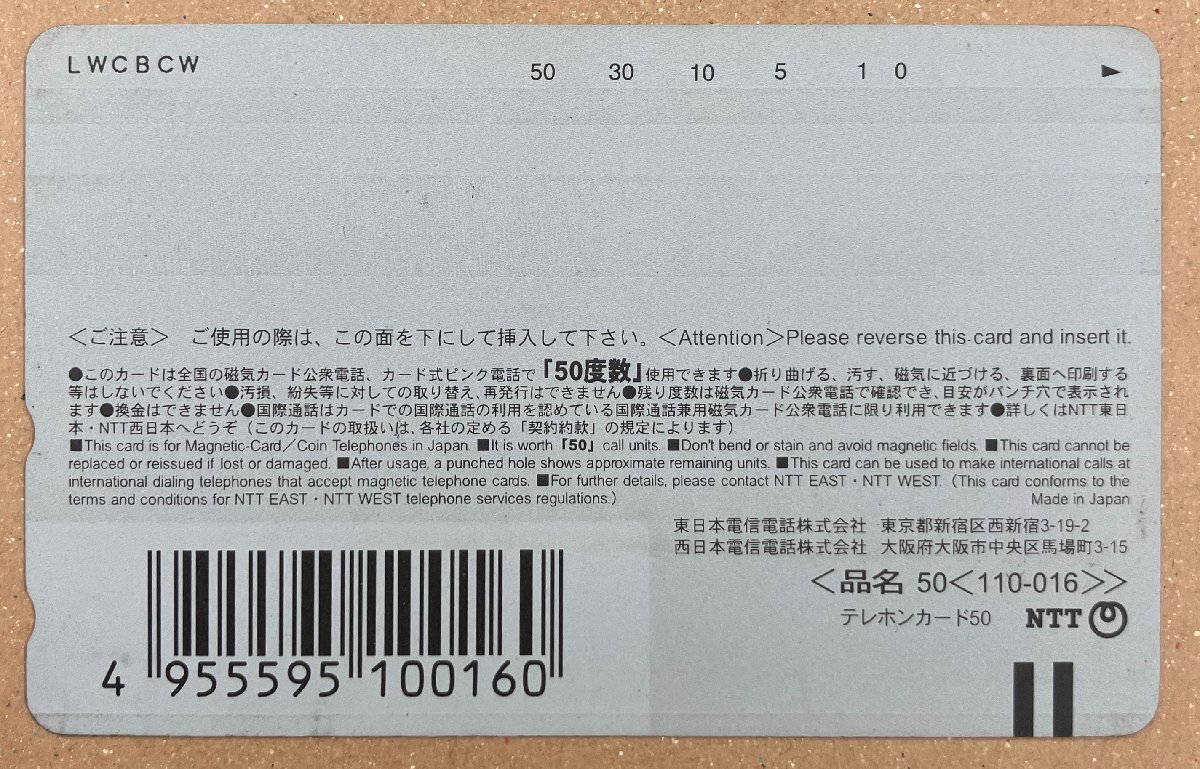 LWCBCW
50 30 10 5 1 0
＜ご注意＞ ご使用の際は、この面を下にして挿入して下さい。＜Attention＞Please reverse this card and insert it.
●このカードは全国の磁気カード公衆電話、カード式ピンク電話で「50度数」使用できます●折り曲げる、汚す、磁気に近づける、裏面へ印刷する
等はしないでください●汚損、紛失等に対しての取り替え、再発行はできません●残り度数は磁気カード公衆電話で確認でき、目安がパンチ穴で表示され
ます●換金はできません●国際通話はカードでの国際通話の利用を認めている国際通話兼用磁気カード公衆電話に限り利用できます●詳しくはNTT東日
本・NTT西日本へどうぞ（このカードの取扱いは、各社の定める「契約約款」の規定によります）
■This card is for Magnetic-Card／Coin Telephones in Japan. ■It is worth「50」call units. ■Don't bend or stain and avoid magnetic fields. ■This card cannot be
replaced or reissued if lost or damaged. ■After usage, a punched hole shows approximate remaining units. ■This card can be used to make international calls at
international dialing telephones that accept magnetic telephone cards. ■For further details, please contact NTT EAST・NTT WEST.（This card conforms to the
terms and conditions for NTT EAST・NTT WEST telephone services regulations.）
Made in Japan
東日本電信電話株式会社 東京都新宿区西新宿3-19-2
西日本電信電話株式会社 大阪府大阪市中央区馬場町3-15
＜品名 50＜110-016＞＞
テレホンカード50 NTT
4 955595 100160